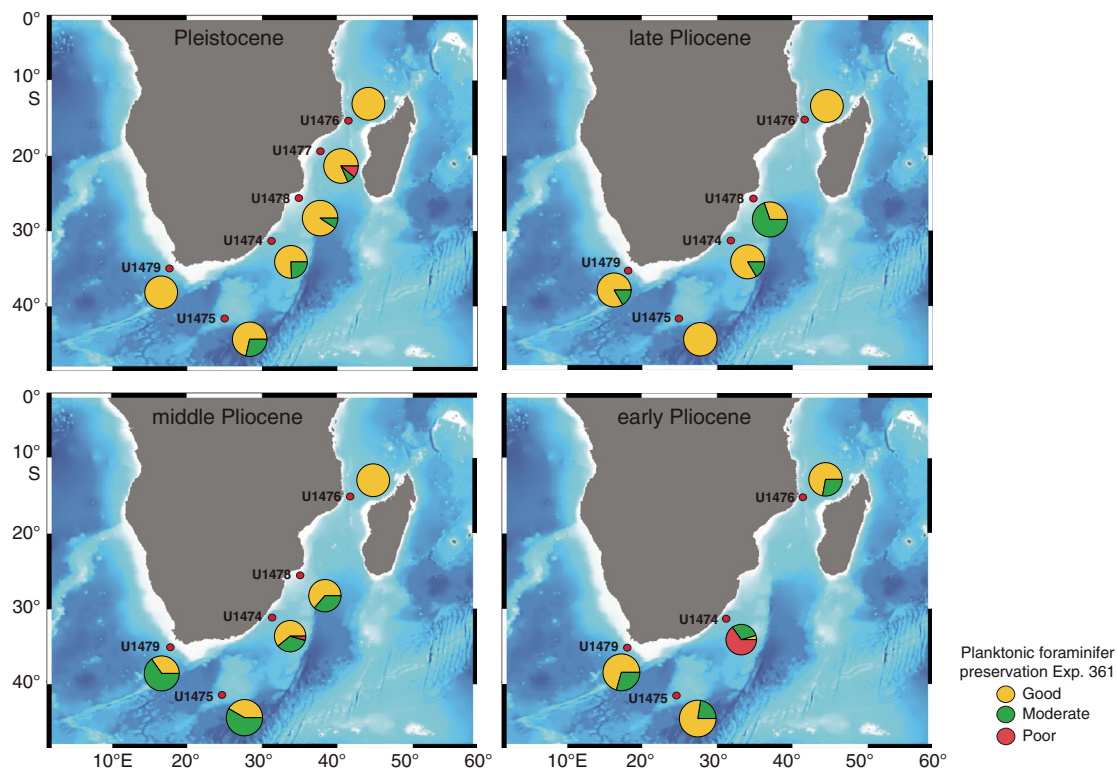 Pleistocene
late Pliocene
0°
10°
S
20°
30°
40°
U1476
U1477
U1478
U1474
U1479
U1475
U1476
U1478
U1474
U1479
U1475
middle Pliocene
early Pliocene
0°
10°
S
20°
30°
40°
U1476
U1478
U1474
U1479
U1475
U1476
U1474
U1479
U1475
10°E
20°
30°
40°
50°
60°
10°E
20°
30°
40°
50°
60°
Planktonic foraminifer
preservation Exp. 361
Good
Moderate
Poor